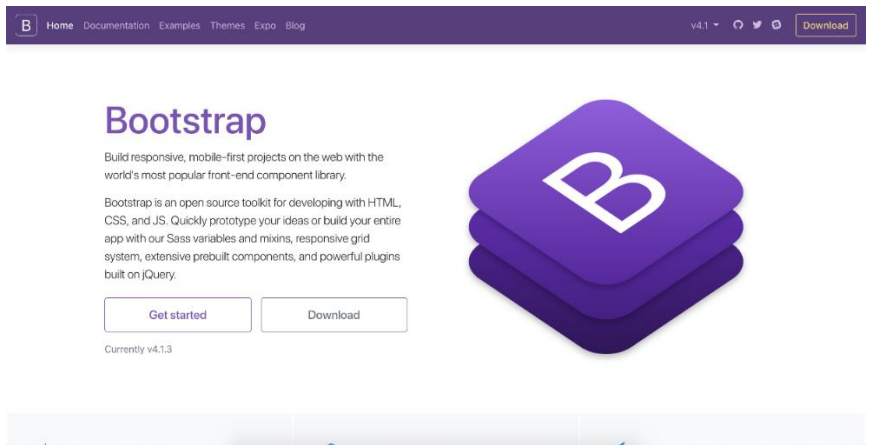 B Home Documentation Examples Themes Expo Blog v4.1 Download
Bootstrap
Build responsive, mobile-first projects on the web with the
world's most popular front-end component library.
Bootstrap is an open source toolkit for developing with HTML,
CSS, and JS. Quickly prototype your ideas or build your entire
app with our Sass variables and mixins, responsive grid
system, extensive prebuilt components, and powerful plugins
built on jQuery.
Get started Download
Currently v4.1.3
B